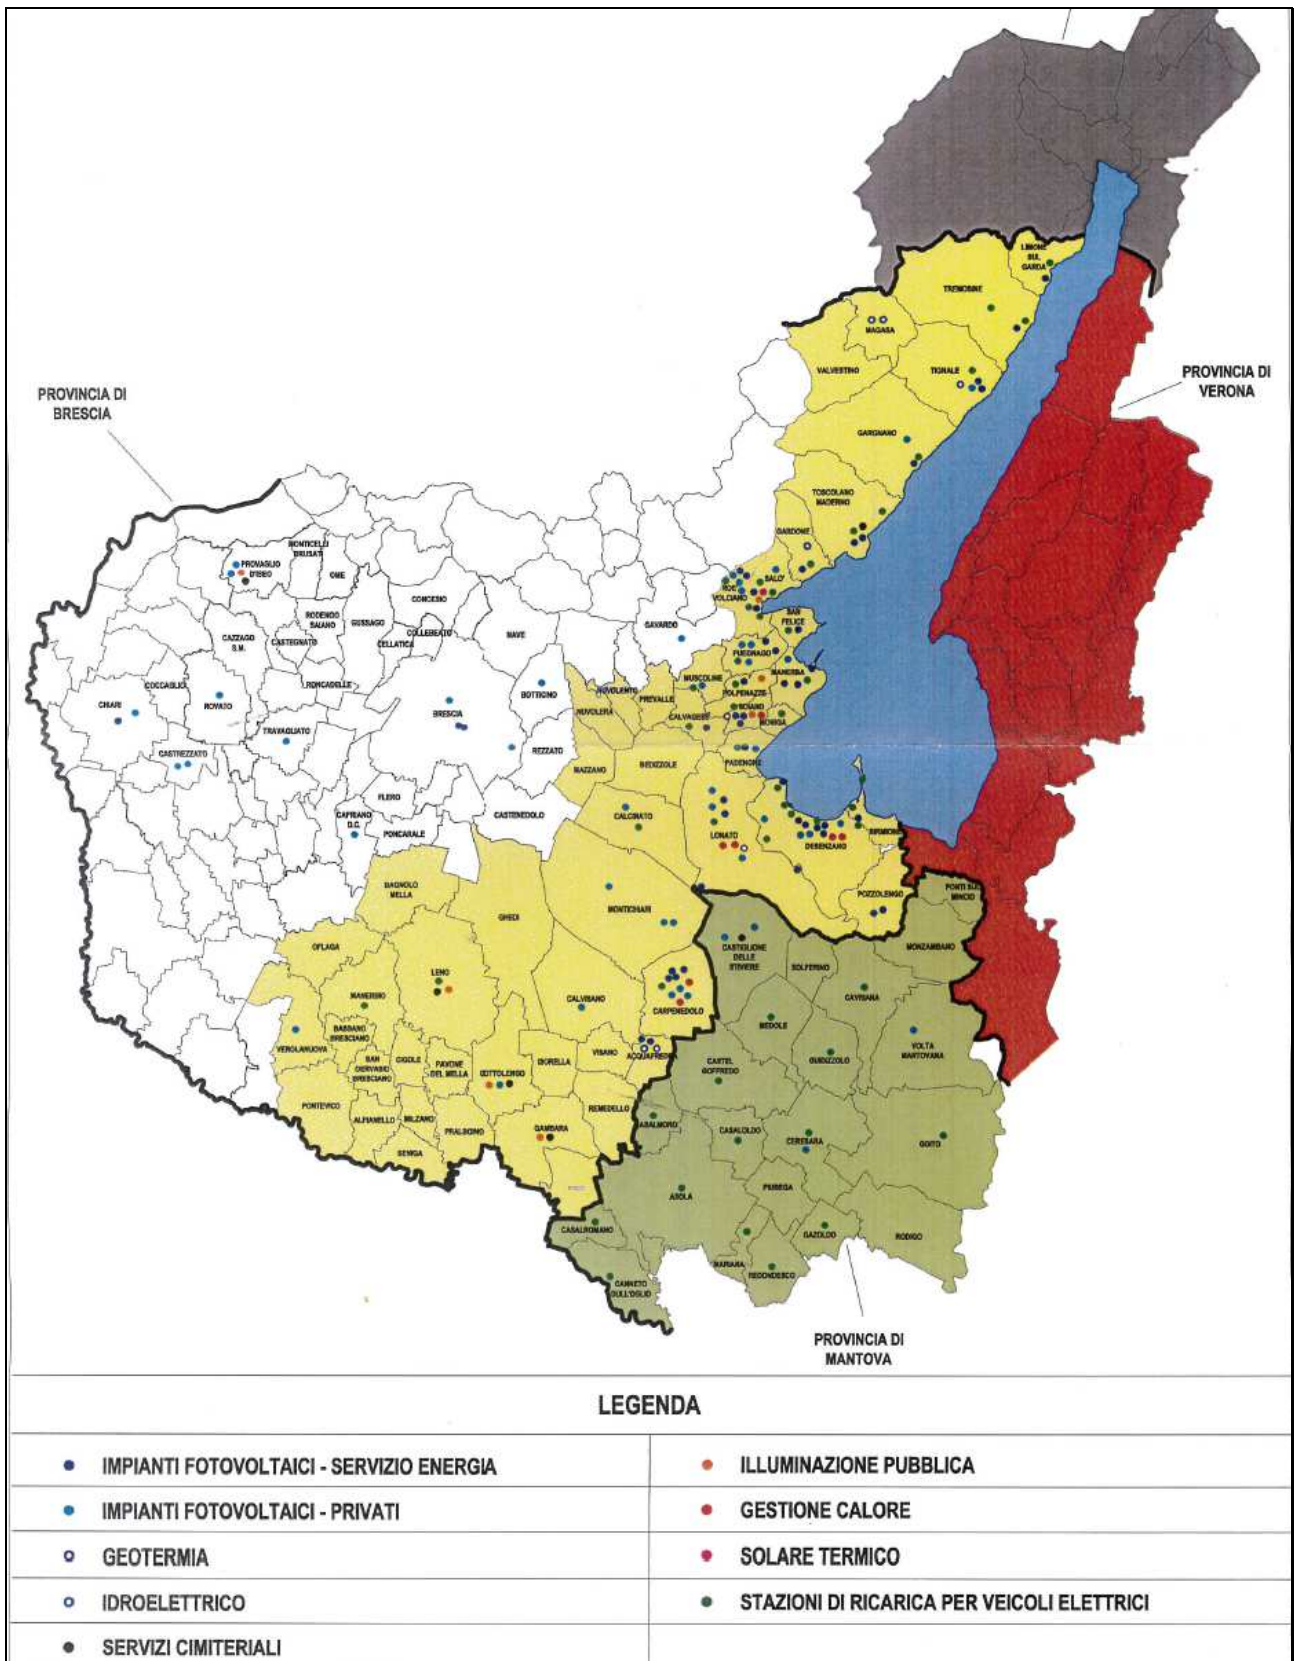 LIMONE
SUL
GARDA
TREMOSINE
MAGASA
VALVESTINO
TIGNALE
PROVINCIA DI
VERONA
PROVINCIA DI
BRESCIA
GARGNANO
TOSCOLANO
MADERNO
GARDONE
MONTICELLI
BRUSATI
PROVAGLIO
D'ISEO
OME
SALO'
ROE'
VOLCIANO
CONCESIO
RODENGO
SAIANO
GUSSAGO
COLLEBEATO
CELLATICA
NAVE
GAVARDO
SAN
FELICE
CAZZAGO
S.M.
CASTEGNATO
PUEGNAGO
MANERBA
MUSCOLINE
POLPENAZZE
COCCAGLIO
RONCADELLE
BOTTICINO
NUVOLENTO
PREVALLE
CHIARI
ROVATO
BRESCIA
NUVOLERA
CALVAGESE
SOIANO
MONIGA
TRAVAGLIATO
CASTREZZATO
REZZATO
MAZZANO
BEDIZZOLE
PADENGHE
FLERO
CAPRIANO
D.C.
PONCARALE
CASTENEDOLO
CALCINATO
LONATO
DESENZANO
SIRMIONE
BAGNOLO
MELLA
GHEDI
MONTICHIARI
POZZOLENGO
PONTI SUL
MINCIO
OFLAGA
CASTIGLIONE
DELLE
STIVIERE
MONZAMBANO
SOLFERINO
LENO
MANERBIO
CALVISANO
CARPENEDOLO
CAVRIANA
MEDOLE
BASSANO
BRESCIANO
VEROLANUOVA
SAN
GERVASIO
BRESCIANO
CIGOLE
PAVONE
DEL MELLA
GOTTOLENGO
ISORELLA
VISANO
ACQUAFREDDA
CASTEL
GOFFREDO
GUIDIZZOLO
VOLTA
MANTOVANA
PONTEVICO
ALFIANELLO
MILZANO
PRALBOINO
GAMBARA
REMEDELLO
CASALMORO
CASALOLDO
CERESARA
GOITO
SENIGA
ASOLA
PIUBEGA
CASALROMANO
GAZOLDO
RODIGO
MARIANA
REDONDESCO
CANNETO
SULL'OGLIO
PROVINCIA DI
MANTOVA
LEGENDA
IMPIANTI FOTOVOLTAICI - SERVIZIO ENERGIA
ILLUMINAZIONE PUBBLICA
IMPIANTI FOTOVOLTAICI - PRIVATI
GESTIONE CALORE
GEOTERMIA
SOLARE TERMICO
IDROELETTRICO
STAZIONI DI RICARICA PER VEICOLI ELETTRICI
SERVIZI CIMITERIALI